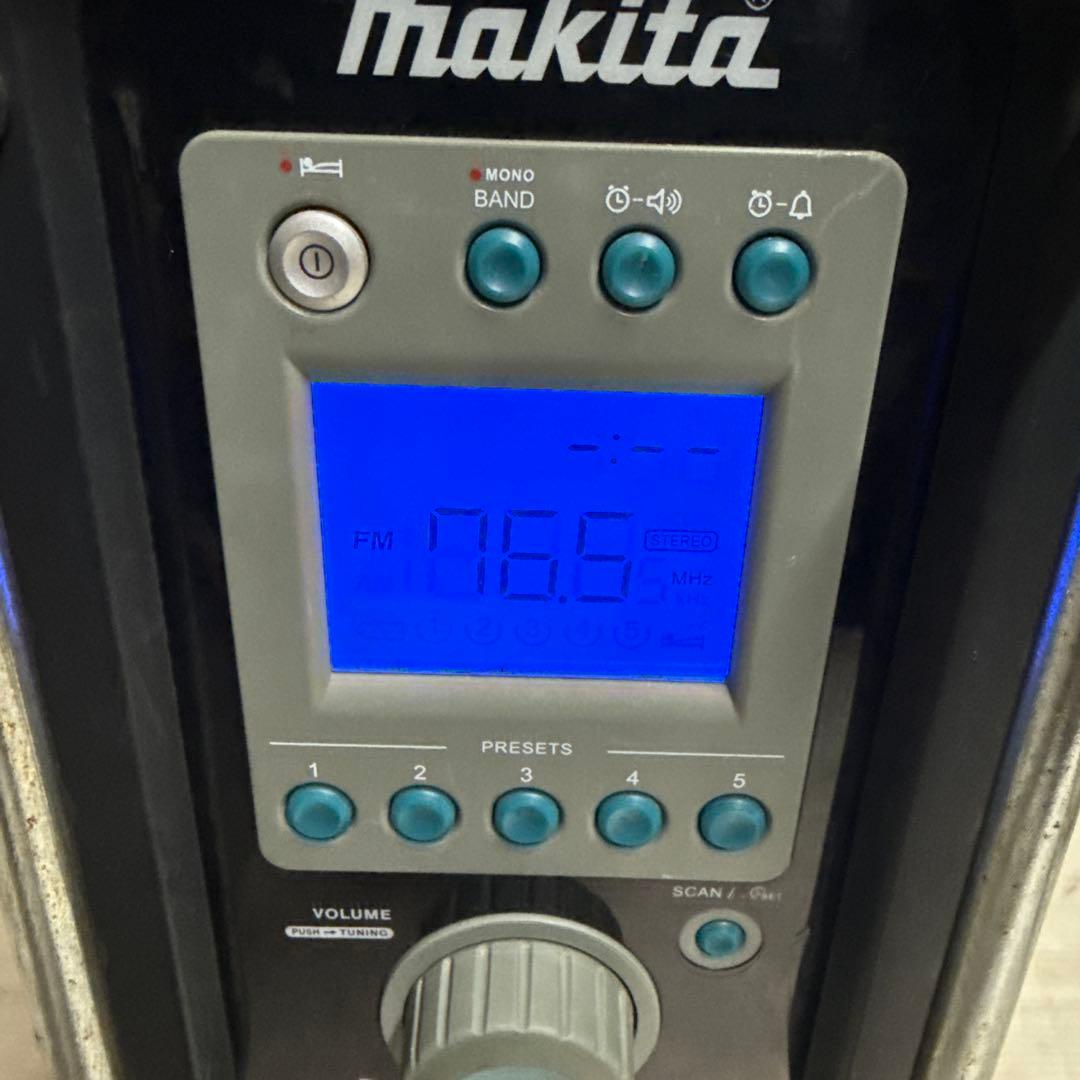 makita®
MONO
BAND
-:--
FM 76.5 STEREO
MHz
PRESETS
1 2 3 4 5
SCAN /
VOLUME
PUSH → TUNING